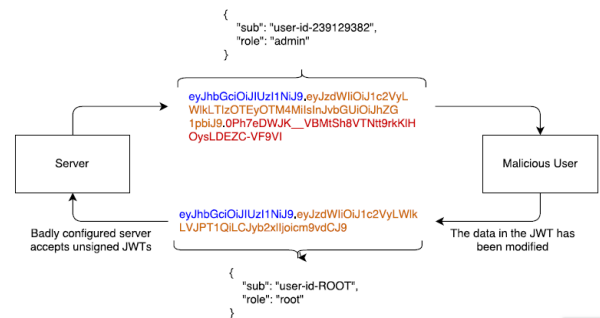 {
"sub": "user-id-239129382",
"role": "admin"
}
eyJhbGciOiJIUzI1NiJ9.eyJzdWIiOiJ1c2VyL
WlkLTIzOTEyOTM4MiIsInJvbGUiOiJhZG
1pbiJ9.0Ph7eDWJK__VBMtSh8VTNtt9rkKlH
OysLDEZC-VF9VI
Server
Malicious User
eyJhbGciOiJIUzI1NiJ9.eyJzdWIiOiJ1c2VyLWlk
LVJPT1QiLCJyb2xlIjoicm9vdCJ9
Badly configured server
accepts unsigned JWTs
The data in the JWT has
been modified
{
"sub": "user-id-ROOT",
"role": "root"
}